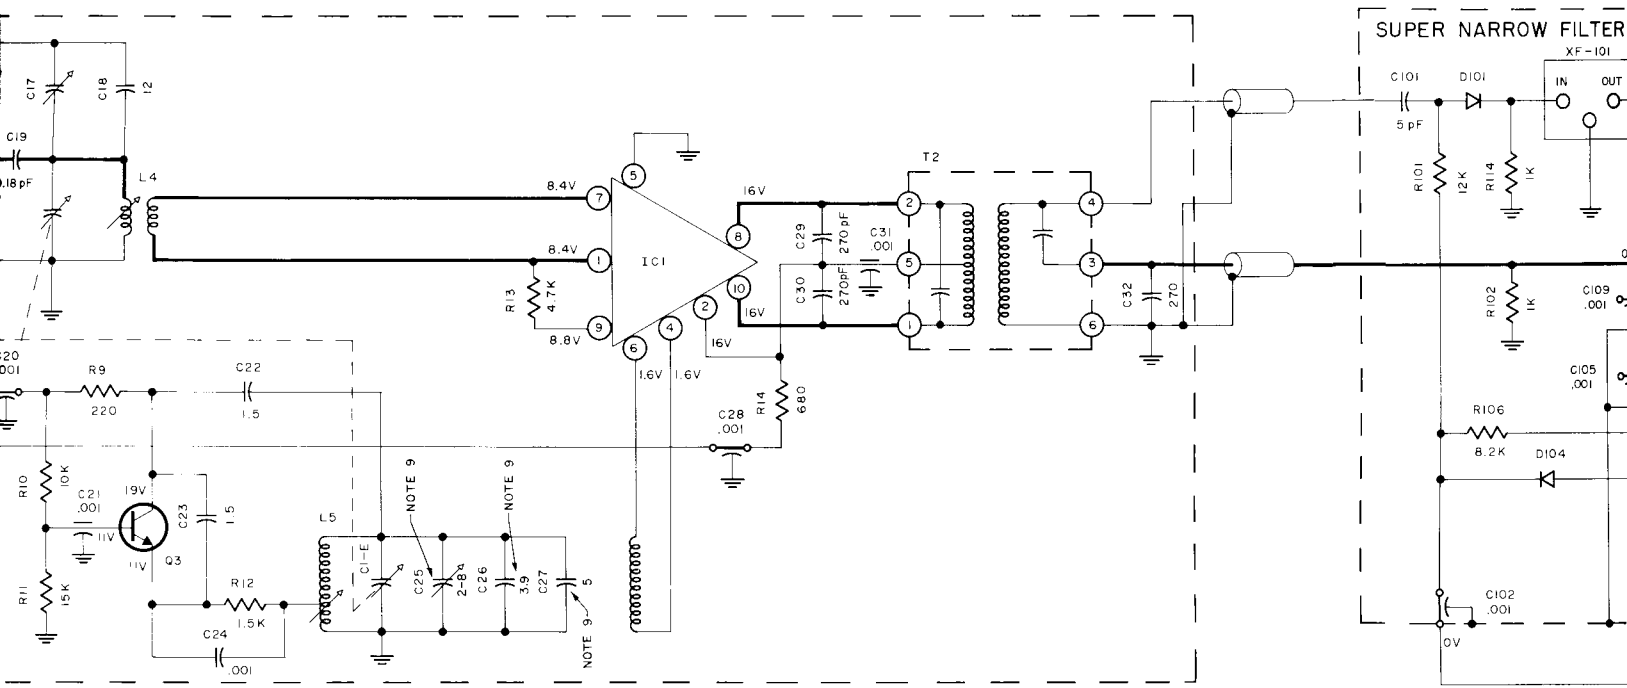 SUPER NARROW FILTER
XF-101
IN
OUT
C17
C18
12
C19
0.18pF
L4
8.4V
7
5
8.4V
1
IC1
R13
4.7K
9
8.8V
6
4
2
8
10
16V
16V
16V
1.6V
1.6V
C29
270pF
C30
270pF
C31
.001
T2
2
5
1
4
3
6
C32
270
C101
5pF
D101
R101
12K
R114
1K
R102
1K
C109
.001
C105
.001
R106
8.2K
D104
C102
.001
0V
C20
.001
R9
220
C22
1.5
R14
680
C28
.001
R10
10K
C21
.001
11V
19V
11V
Q3
C23
1.5
R11
15K
R12
1.5K
C24
.001
L5
C1-E
NOTE 9
C25
2-8
NOTE 9
C26
3.9
C27
5
NOTE 9